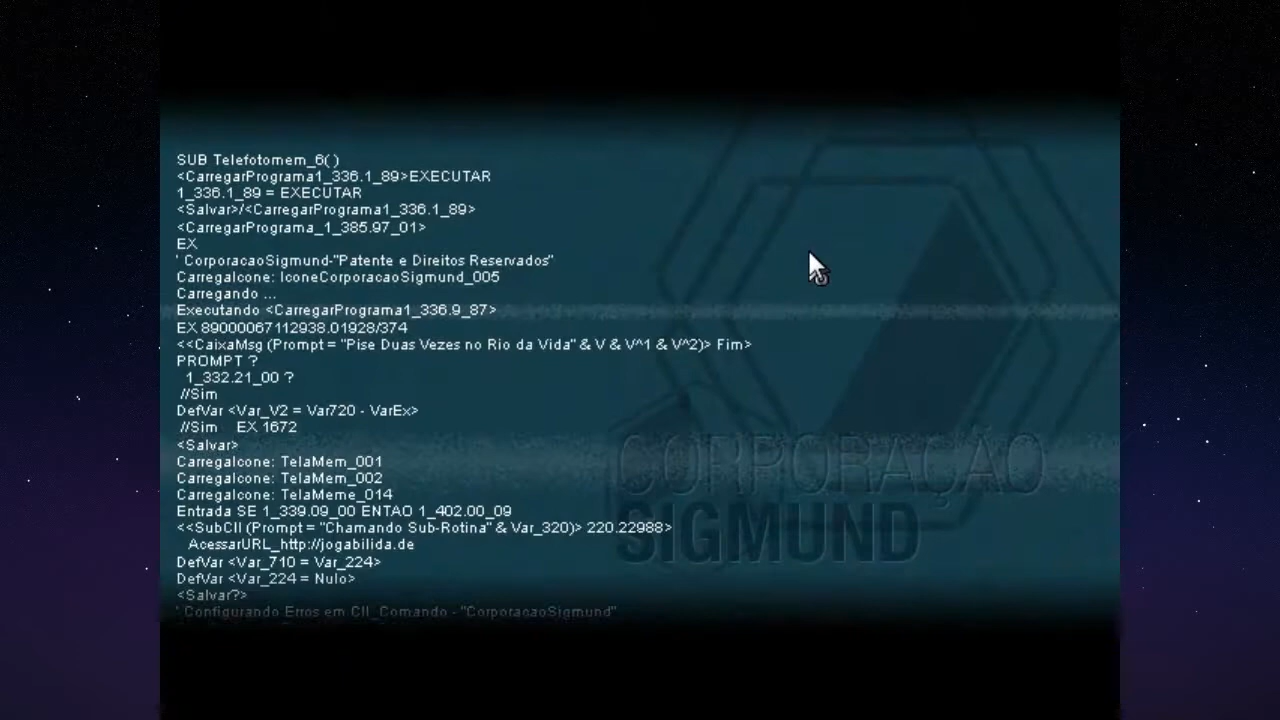 SUB Telefotomem_6( )
<CarregarPrograma1_336.1_89>EXECUTAR
1_336.1_89 = EXECUTAR
<Salvar>/<CarregarPrograma1_336.1_89>
<CarregarPrograma_1_385.97_01>
EX
' CorporacaoSigmund-"Patente e Direitos Reservados"
CarregaIcone: IconeCorporacaoSigmund_005
Carregando ...
Executando <CarregarPrograma1_336.9_87>
EX 89000067112938.01928/374
<<CaixaMsg (Prompt = "Pise Duas Vezes no Rio da Vida" & V & V^1 & V^2)> Fim>
PROMPT ?
1_332.21_00 ?
//Sim
DefVar <Var_V2 = Var720 - VarEx>
//Sim EX 1672
<Salvar>
CarregaIcone: TelaMem_001
CarregaIcone: TelaMem_002
CarregaIcone: TelaMeme_014
Entrada SE 1_339.09_00 ENTAO 1_402.00_09
<<SubCII (Prompt = "Chamando Sub-Rotina" & Var_320)> 220.22988>
AcessarURL_http://jogabilida.de
DefVar <Var_710 = Var_224>
DefVar <Var_224 = Nulo>
<Salvar?>
' Configurando Erros em CII_Comando - "CorporacaoSigmund"
CORPORAÇÃO
SIGMUND